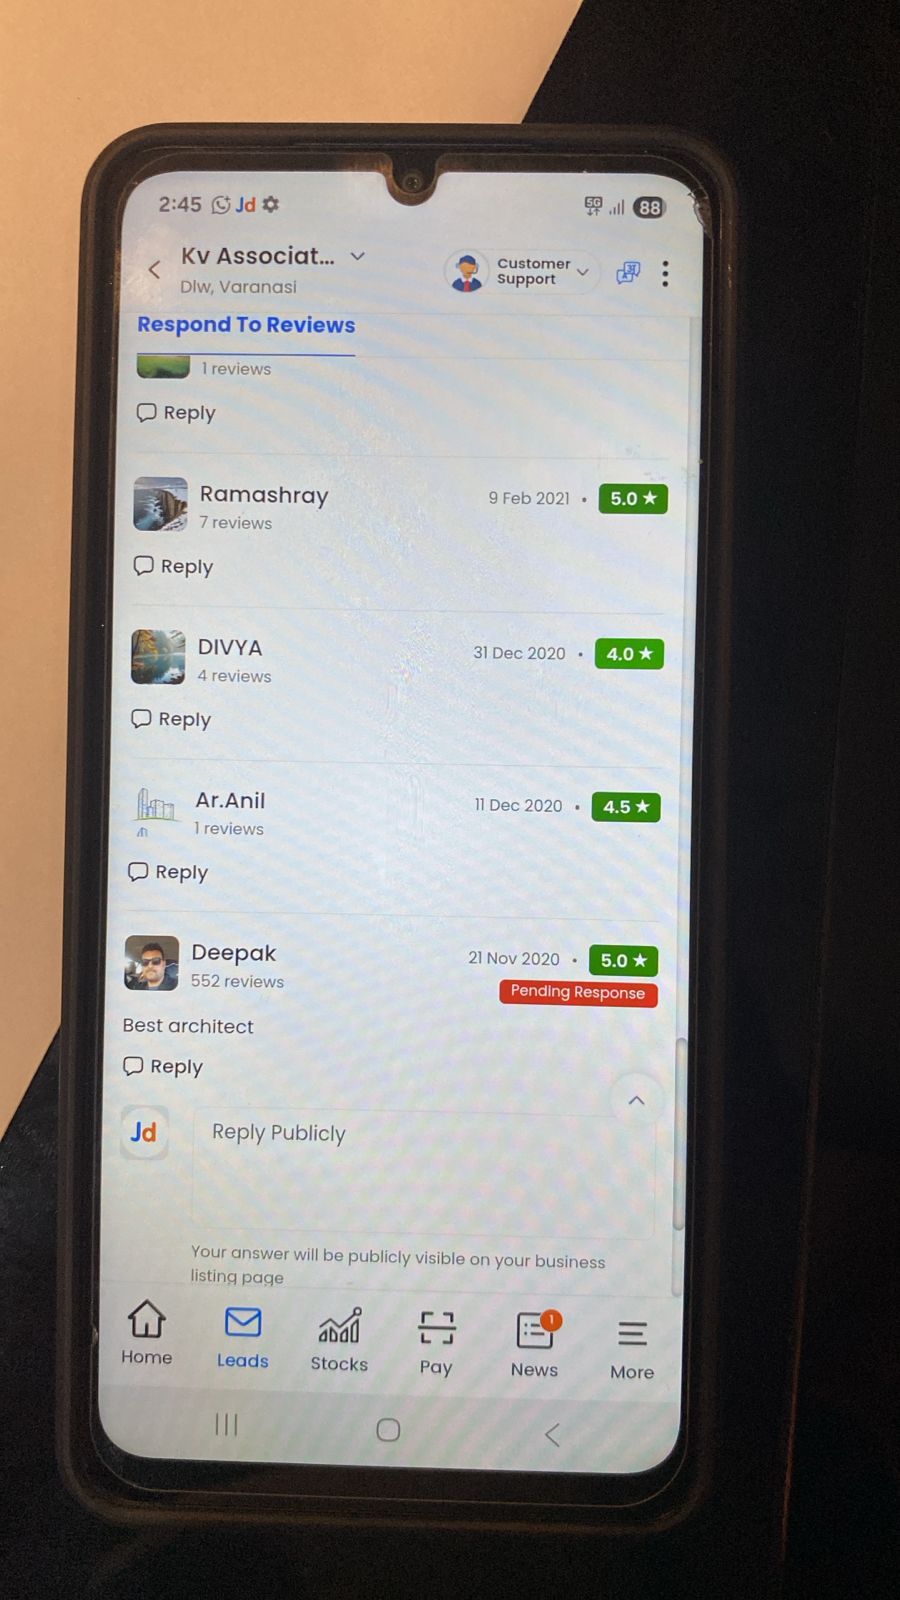 2:45 Jd 5G 88
Kv Associat...
Dlw, Varanasi
Customer
Support
Respond To Reviews
1 reviews
Reply
Ramashray 9 Feb 2021 • 5.0 ★
7 reviews
Reply
DIVYA 31 Dec 2020 • 4.0 ★
4 reviews
Reply
Ar.Anil 11 Dec 2020 • 4.5 ★
1 reviews
Reply
Deepak 21 Nov 2020 • 5.0 ★
552 reviews Pending Response
Best architect
Reply
Jd Reply Publicly
Your answer will be publicly visible on your business
listing page
Home Leads Stocks Pay 1 News More